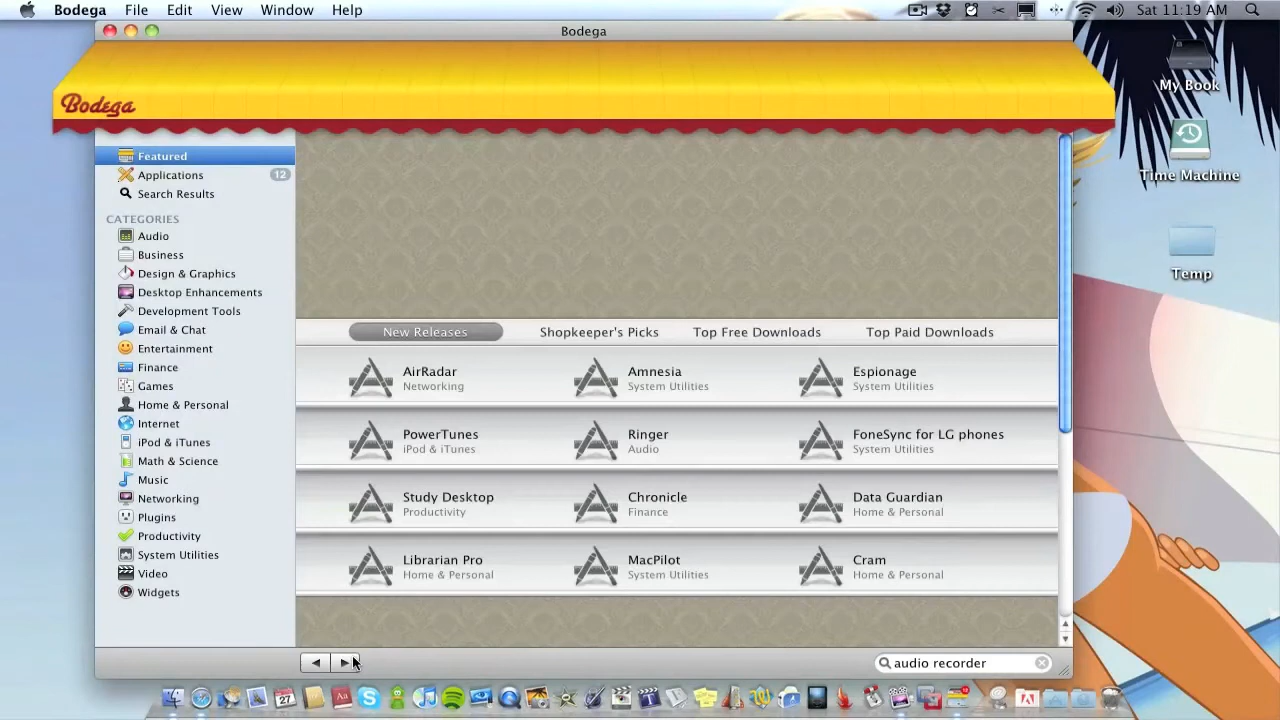 Bodega File Edit View Window Help Sat 11:19 AM
Bodega
Bodega
My Book
Time Machine
Temp
Featured
Applications 12
Search Results
CATEGORIES
Audio
Business
Design & Graphics
Desktop Enhancements
Development Tools
Email & Chat
Entertainment
Finance
Games
Home & Personal
Internet
iPod & iTunes
Math & Science
Music
Networking
Plugins
Productivity
System Utilities
Video
Widgets
New Releases Shopkeeper's Picks Top Free Downloads Top Paid Downloads
AirRadar Amnesia Espionage
Networking System Utilities System Utilities
PowerTunes Ringer FoneSync for LG phones
iPod & iTunes Audio System Utilities
Study Desktop Chronicle Data Guardian
Productivity Finance Home & Personal
Librarian Pro MacPilot Cram
Home & Personal System Utilities Home & Personal
audio recorder
27 Aa